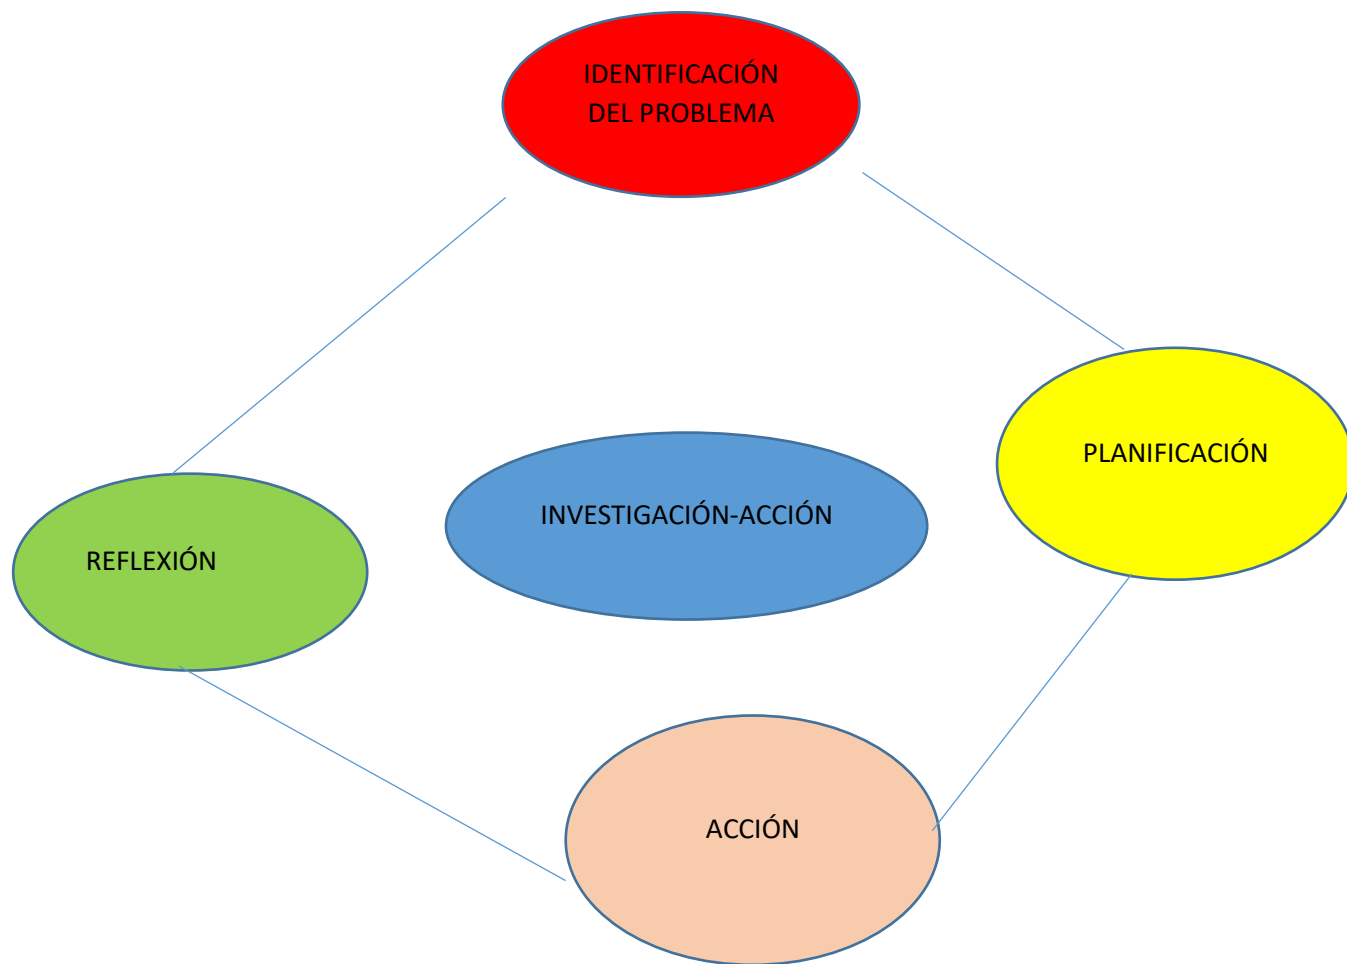 IDENTIFICACIÓN
DEL PROBLEMA
PLANIFICACIÓN
INVESTIGACIÓN-ACCIÓN
REFLEXIÓN
ACCIÓN